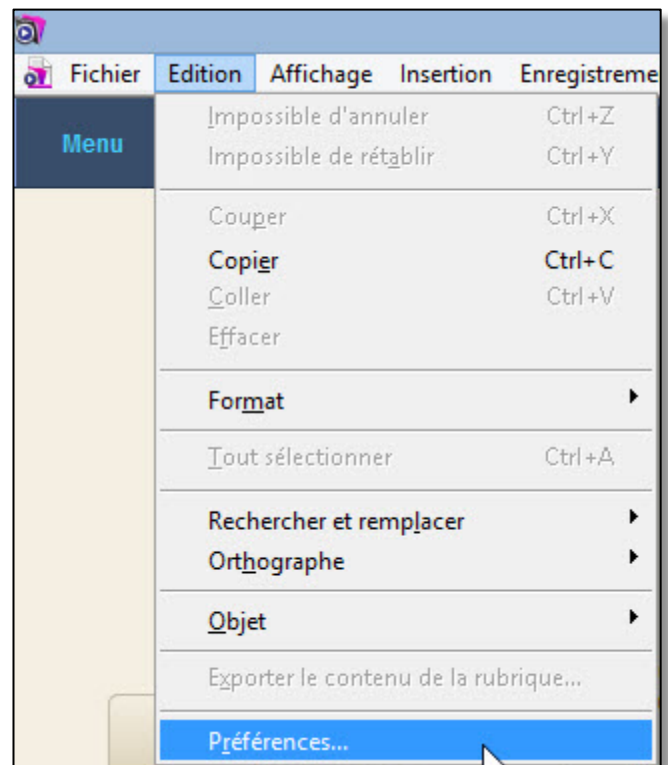 Fichier Edition Affichage Insertion Enregistreme
Menu
Impossible d'annuler Ctrl+Z
Impossible de rétablir Ctrl+Y
Couper Ctrl+X
Copier Ctrl+C
Coller Ctrl+V
Effacer
Format
Tout sélectionner Ctrl+A
Rechercher et remplacer
Orthographe
Objet
Exporter le contenu de la rubrique...
Préférences...